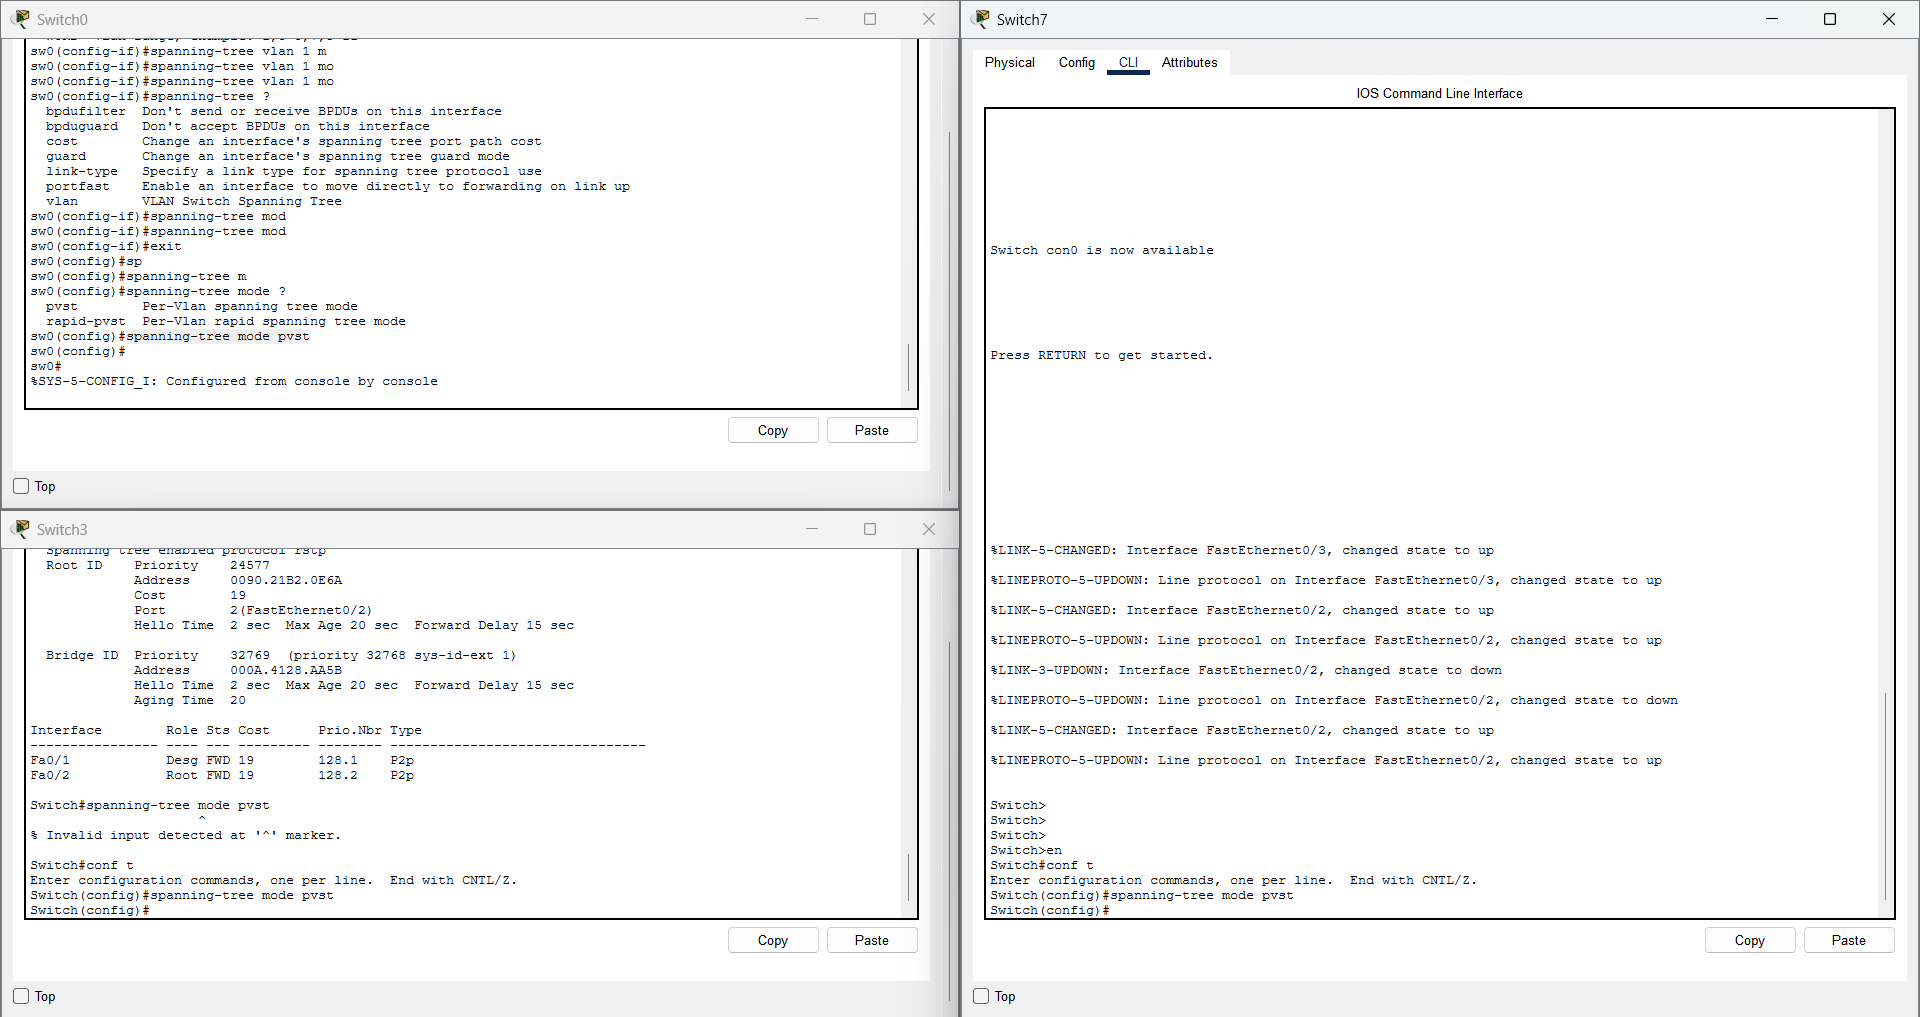 Switch0
sw0(config-if)#spanning-tree vlan 1 m
sw0(config-if)#spanning-tree vlan 1 mo
sw0(config-if)#spanning-tree vlan 1 mo
sw0(config-if)#spanning-tree ?
  bpdufilter  Don't send or receive BPDUs on this interface
  bpduguard   Don't accept BPDUs on this interface
  cost        Change an interface's spanning tree port path cost
  guard       Change an interface's spanning tree guard mode
  link-type   Specify a link type for spanning tree protocol use
  portfast    Enable an interface to move directly to forwarding on link up
  vlan        VLAN Switch Spanning Tree
sw0(config-if)#spanning-tree mod
sw0(config-if)#spanning-tree mod
sw0(config-if)#exit
sw0(config)#sp
sw0(config)#spanning-tree m
sw0(config)#spanning-tree mode ?
  pvst        Per-Vlan spanning tree mode
  rapid-pvst  Per-Vlan rapid spanning tree mode
sw0(config)#spanning-tree mode pvst
sw0(config)#
sw0#
%SYS-5-CONFIG_I: Configured from console by console
Copy
Paste
Top
Switch3
  Spanning tree enabled protocol rstp
  Root ID    Priority    24577
             Address     0090.21B2.0E6A
             Cost        19
             Port        2(FastEthernet0/2)
             Hello Time  2 sec  Max Age 20 sec  Forward Delay 15 sec
  Bridge ID  Priority    32769  (priority 32768 sys-id-ext 1)
             Address     000A.4128.AA5B
             Hello Time  2 sec  Max Age 20 sec  Forward Delay 15 sec
             Aging Time  20
Interface        Role Sts Cost      Prio.Nbr Type
---------------- ---- --- --------- -------- --------------------------------
Fa0/1            Desg FWD 19        128.1    P2p
Fa0/2            Root FWD 19        128.2    P2p
Switch#spanning-tree mode pvst
                     ^
% Invalid input detected at '^' marker.
Switch#conf t
Enter configuration commands, one per line.  End with CNTL/Z.
Switch(config)#spanning-tree mode pvst
Switch(config)#
Copy
Paste
Top
Switch7
Physical
Config
CLI
Attributes
IOS Command Line Interface
Switch con0 is now available
Press RETURN to get started.
%LINK-5-CHANGED: Interface FastEthernet0/3, changed state to up
%LINEPROTO-5-UPDOWN: Line protocol on Interface FastEthernet0/3, changed state to up
%LINK-5-CHANGED: Interface FastEthernet0/2, changed state to up
%LINEPROTO-5-UPDOWN: Line protocol on Interface FastEthernet0/2, changed state to up
%LINK-3-UPDOWN: Interface FastEthernet0/2, changed state to down
%LINEPROTO-5-UPDOWN: Line protocol on Interface FastEthernet0/2, changed state to down
%LINK-5-CHANGED: Interface FastEthernet0/2, changed state to up
%LINEPROTO-5-UPDOWN: Line protocol on Interface FastEthernet0/2, changed state to up
Switch>
Switch>
Switch>
Switch>en
Switch#conf t
Enter configuration commands, one per line.  End with CNTL/Z.
Switch(config)#spanning-tree mode pvst
Switch(config)#
Copy
Paste
Top